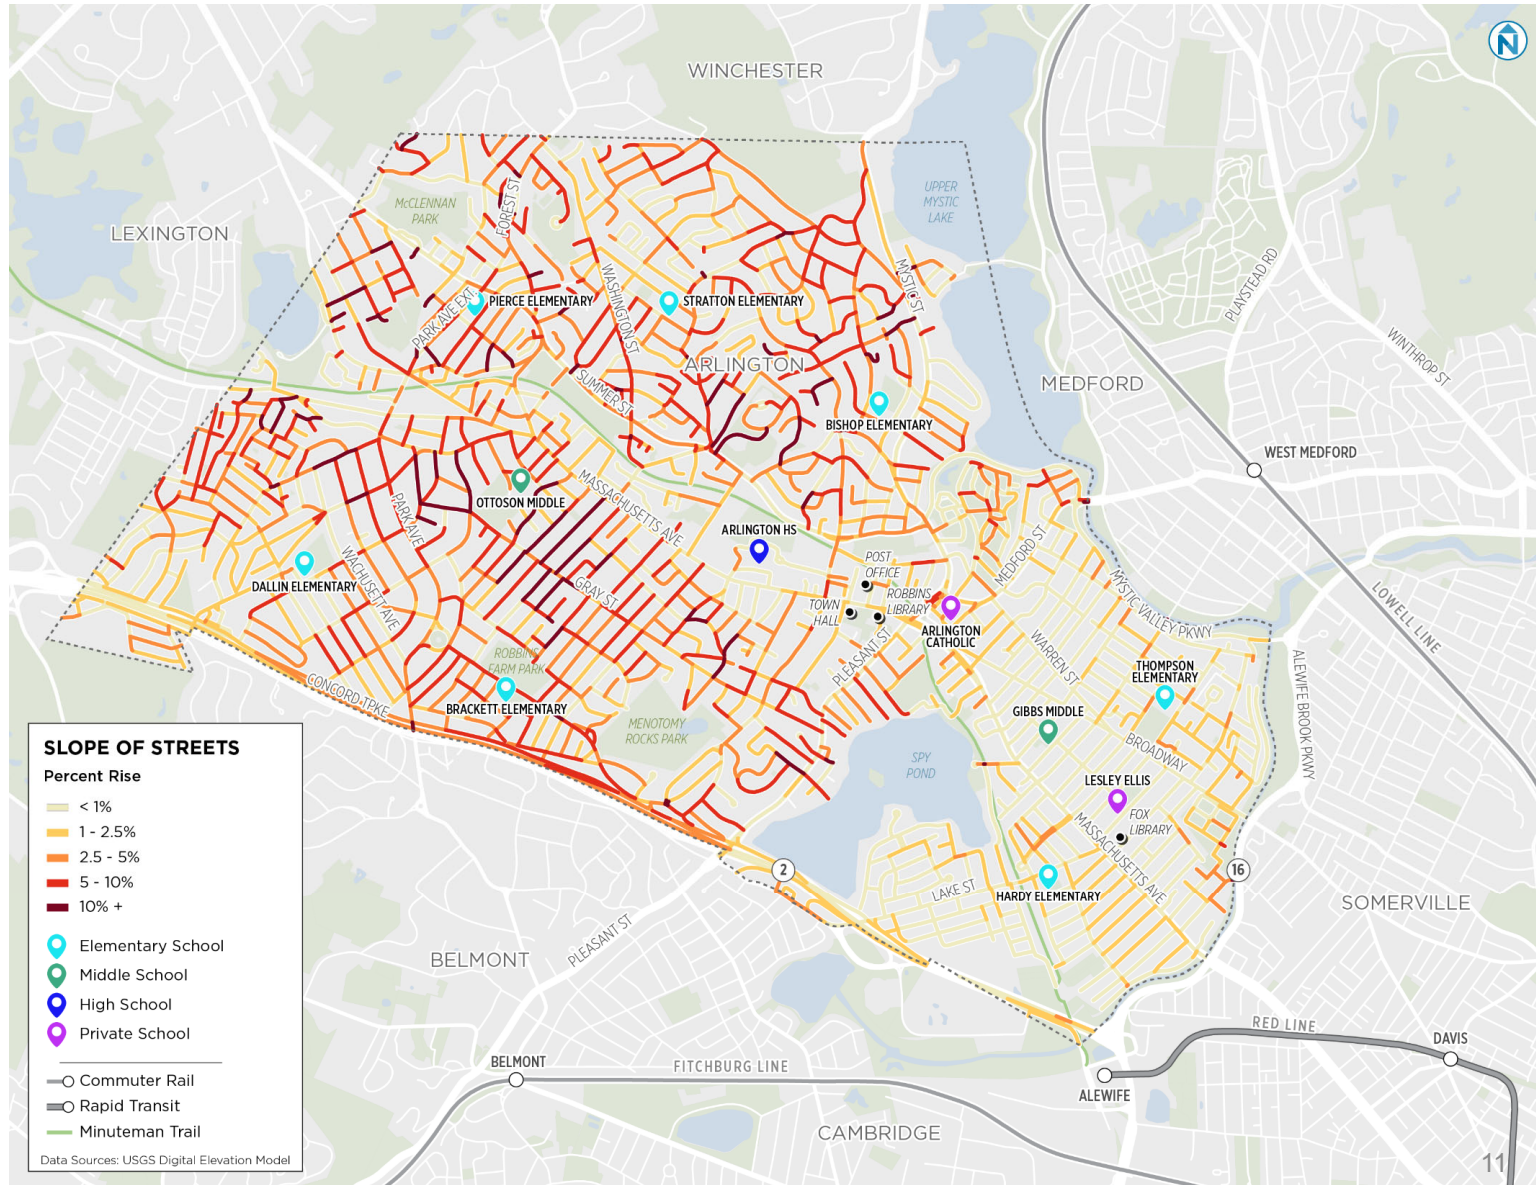 N
WINCHESTER
UPPER
MYSTIC
LAKE
McCLENNAN
PARK
FOREST ST
LEXINGTON
MYSTIC ST
WASHINGTON ST
PLAYSTEAD RD
PARK AVE EXT.
PIERCE ELEMENTARY
STRATTON ELEMENTARY
WINTHROP ST
ARLINGTON
MEDFORD
SUMMER ST
BISHOP ELEMENTARY
WEST MEDFORD
OTTOSON MIDDLE
MASSACHUSETTS AVE
PARK AVE
ARLINGTON HS
MEDFORD ST
POST
OFFICE
DALLIN ELEMENTARY
WACHUSETT AVE
GRAY ST
TOWN
HALL
ROBBINS
LIBRARY
MYSTIC VALLEY PKWY
LOWELL LINE
ARLINGTON
CATHOLIC
PLEASANT ST
WARREN ST
ROBBINS
FARM PARK
THOMPSON
ELEMENTARY
ALEWIFE BROOK PKWY
CONCORD TPKE
BRACKETT ELEMENTARY
GIBBS MIDDLE
MENOTOMY
ROCKS PARK
BROADWAY
SPY
POND
LESLEY ELLIS
FOX
LIBRARY
MASSACHUSETTS AVE
2
16
LAKE ST
HARDY ELEMENTARY
SOMERVILLE
BELMONT
PLEASANT ST
RED LINE
DAVIS
BELMONT
FITCHBURG LINE
ALEWIFE
CAMBRIDGE
11
SLOPE OF STREETS
Percent Rise
< 1%
1 - 2.5%
2.5 - 5%
5 - 10%
10% +
Elementary School
Middle School
High School
Private School
Commuter Rail
Rapid Transit
Minuteman Trail
Data Sources: USGS Digital Elevation Model